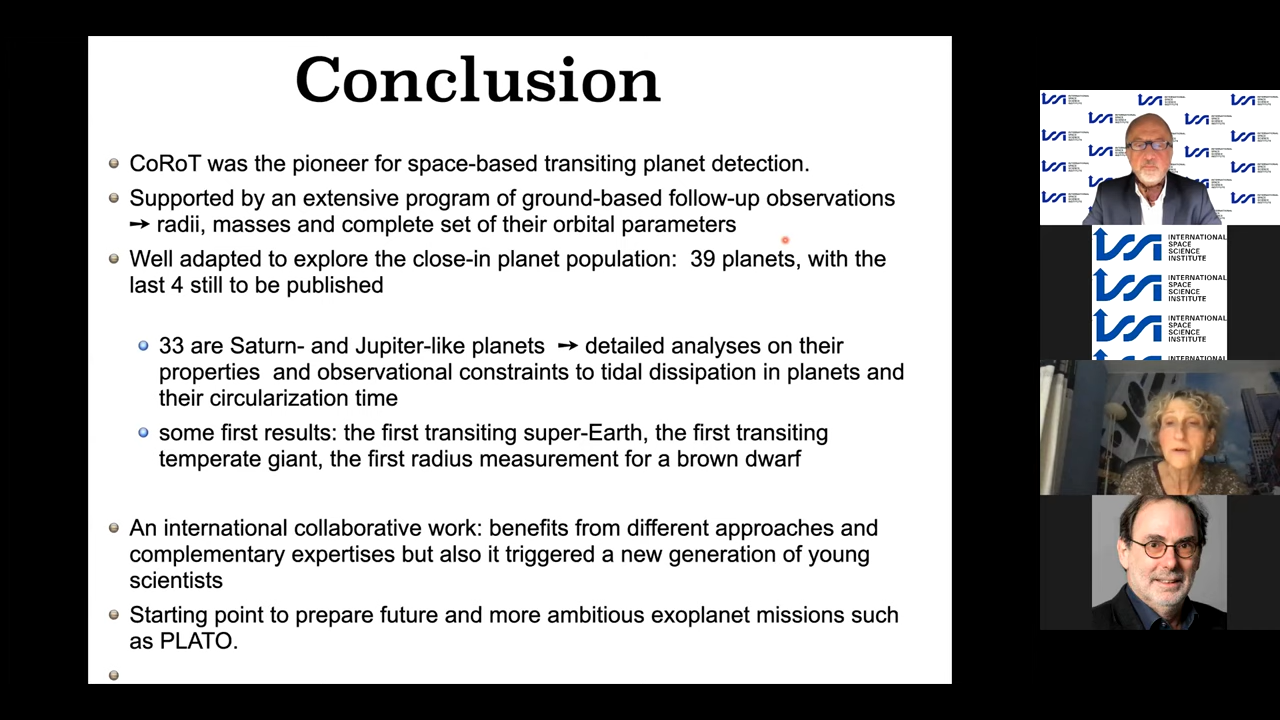 Conclusion
CoRoT was the pioneer for space-based transiting planet detection.
Supported by an extensive program of ground-based follow-up observations
➙ radii, masses and complete set of their orbital parameters
Well adapted to explore the close-in planet population: 39 planets, with the
last 4 still to be published
33 are Saturn- and Jupiter-like planets ➙ detailed analyses on their
properties and observational constraints to tidal dissipation in planets and
their circularization time
some first results: the first transiting super-Earth, the first transiting
temperate giant, the first radius measurement for a brown dwarf
An international collaborative work: benefits from different approaches and
complementary expertises but also it triggered a new generation of young
scientists
Starting point to prepare future and more ambitious exoplanet missions such
as PLATO.
INTERNATIONAL
SPACE
SCIENCE
INSTITUTE
INTERNATIONAL
SPACE
SCIENCE
INSTITUTE
INTERNATIONAL
SPACE
SCIENCE
INSTITUTE